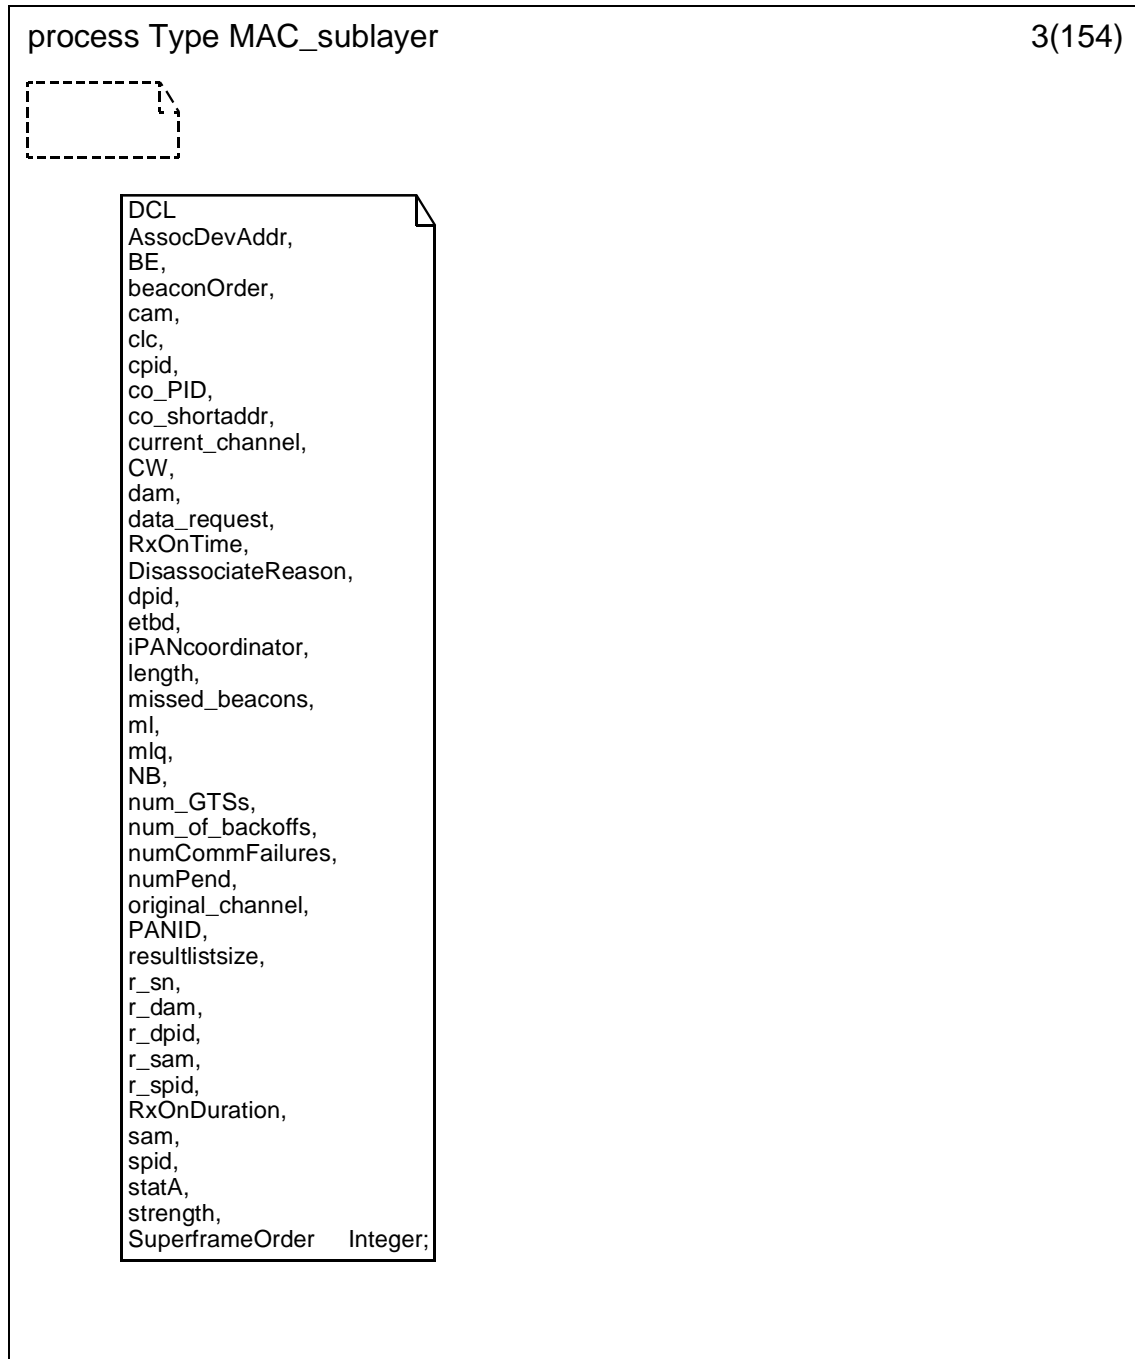 process Type MAC_sublayer 3(154)
DCL
AssocDevAddr,
BE,
beaconOrder,
cam,
clc,
cpid,
co_PID,
co_shortaddr,
current_channel,
CW,
dam,
data_request,
RxOnTime,
DisassociateReason,
dpid,
etbd,
iPANcoordinator,
length,
missed_beacons,
ml,
mlq,
NB,
num_GTSs,
num_of_backoffs,
numCommFailures,
numPend,
original_channel,
PANID,
resultlistsize,
r_sn,
r_dam,
r_dpid,
r_sam,
r_spid,
RxOnDuration,
sam,
spid,
statA,
strength,
SuperframeOrder Integer;